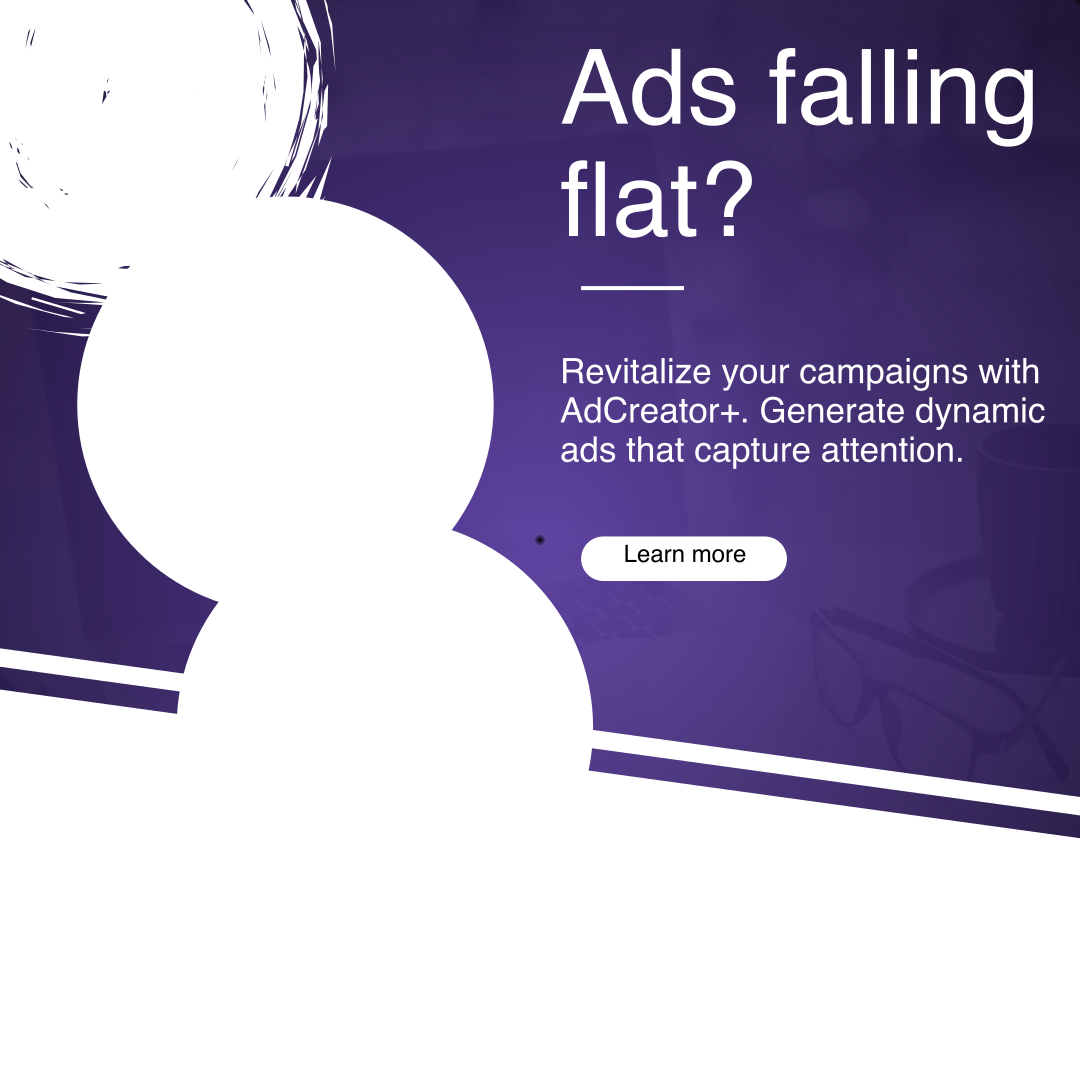 Ads falling
flat?
Revitalize your campaigns with
AdCreator+. Generate dynamic
ads that capture attention.
Learn more